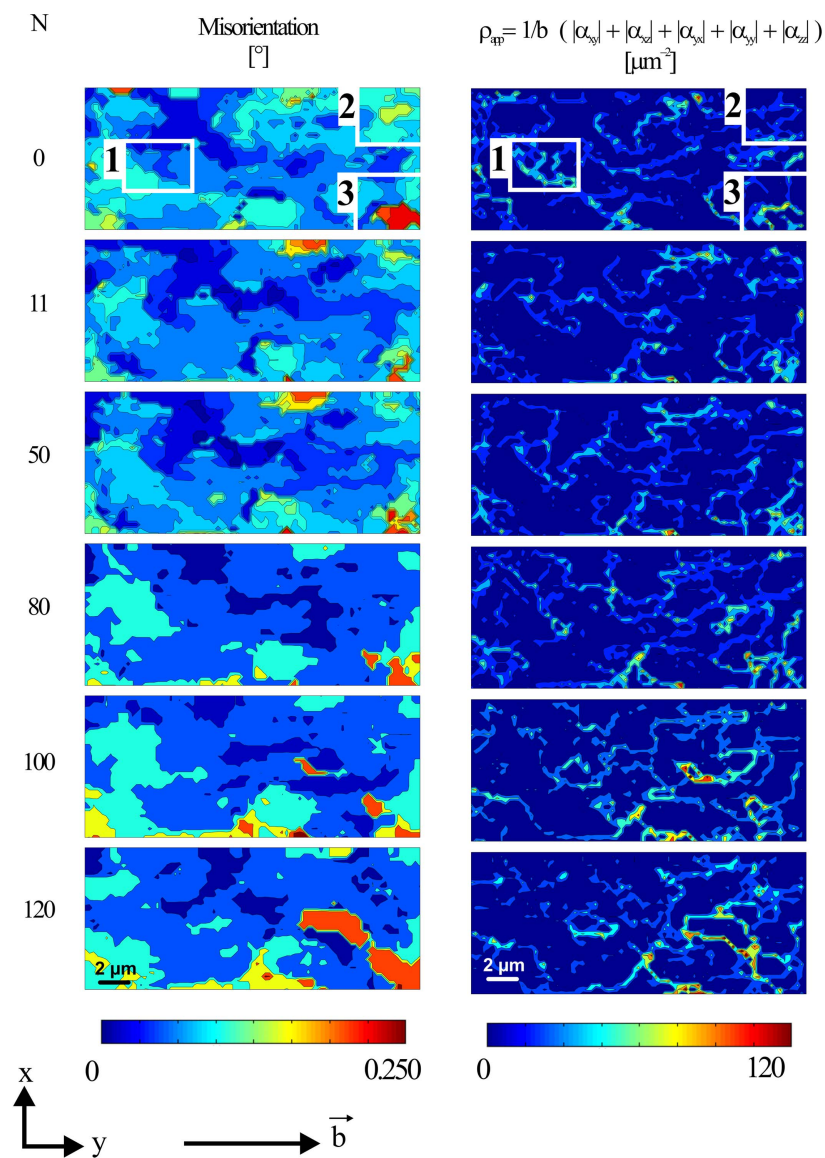 N
Misorientation
[°]
ρapp = 1/b ( |αxy| + |αxz| + |αyx| + |αyy| + |αzz| )
[µm⁻²]
0
1
2
3
1
2
3
11
50
80
100
120
2 µm
2 µm
0
0.250
0
120
x
y
b